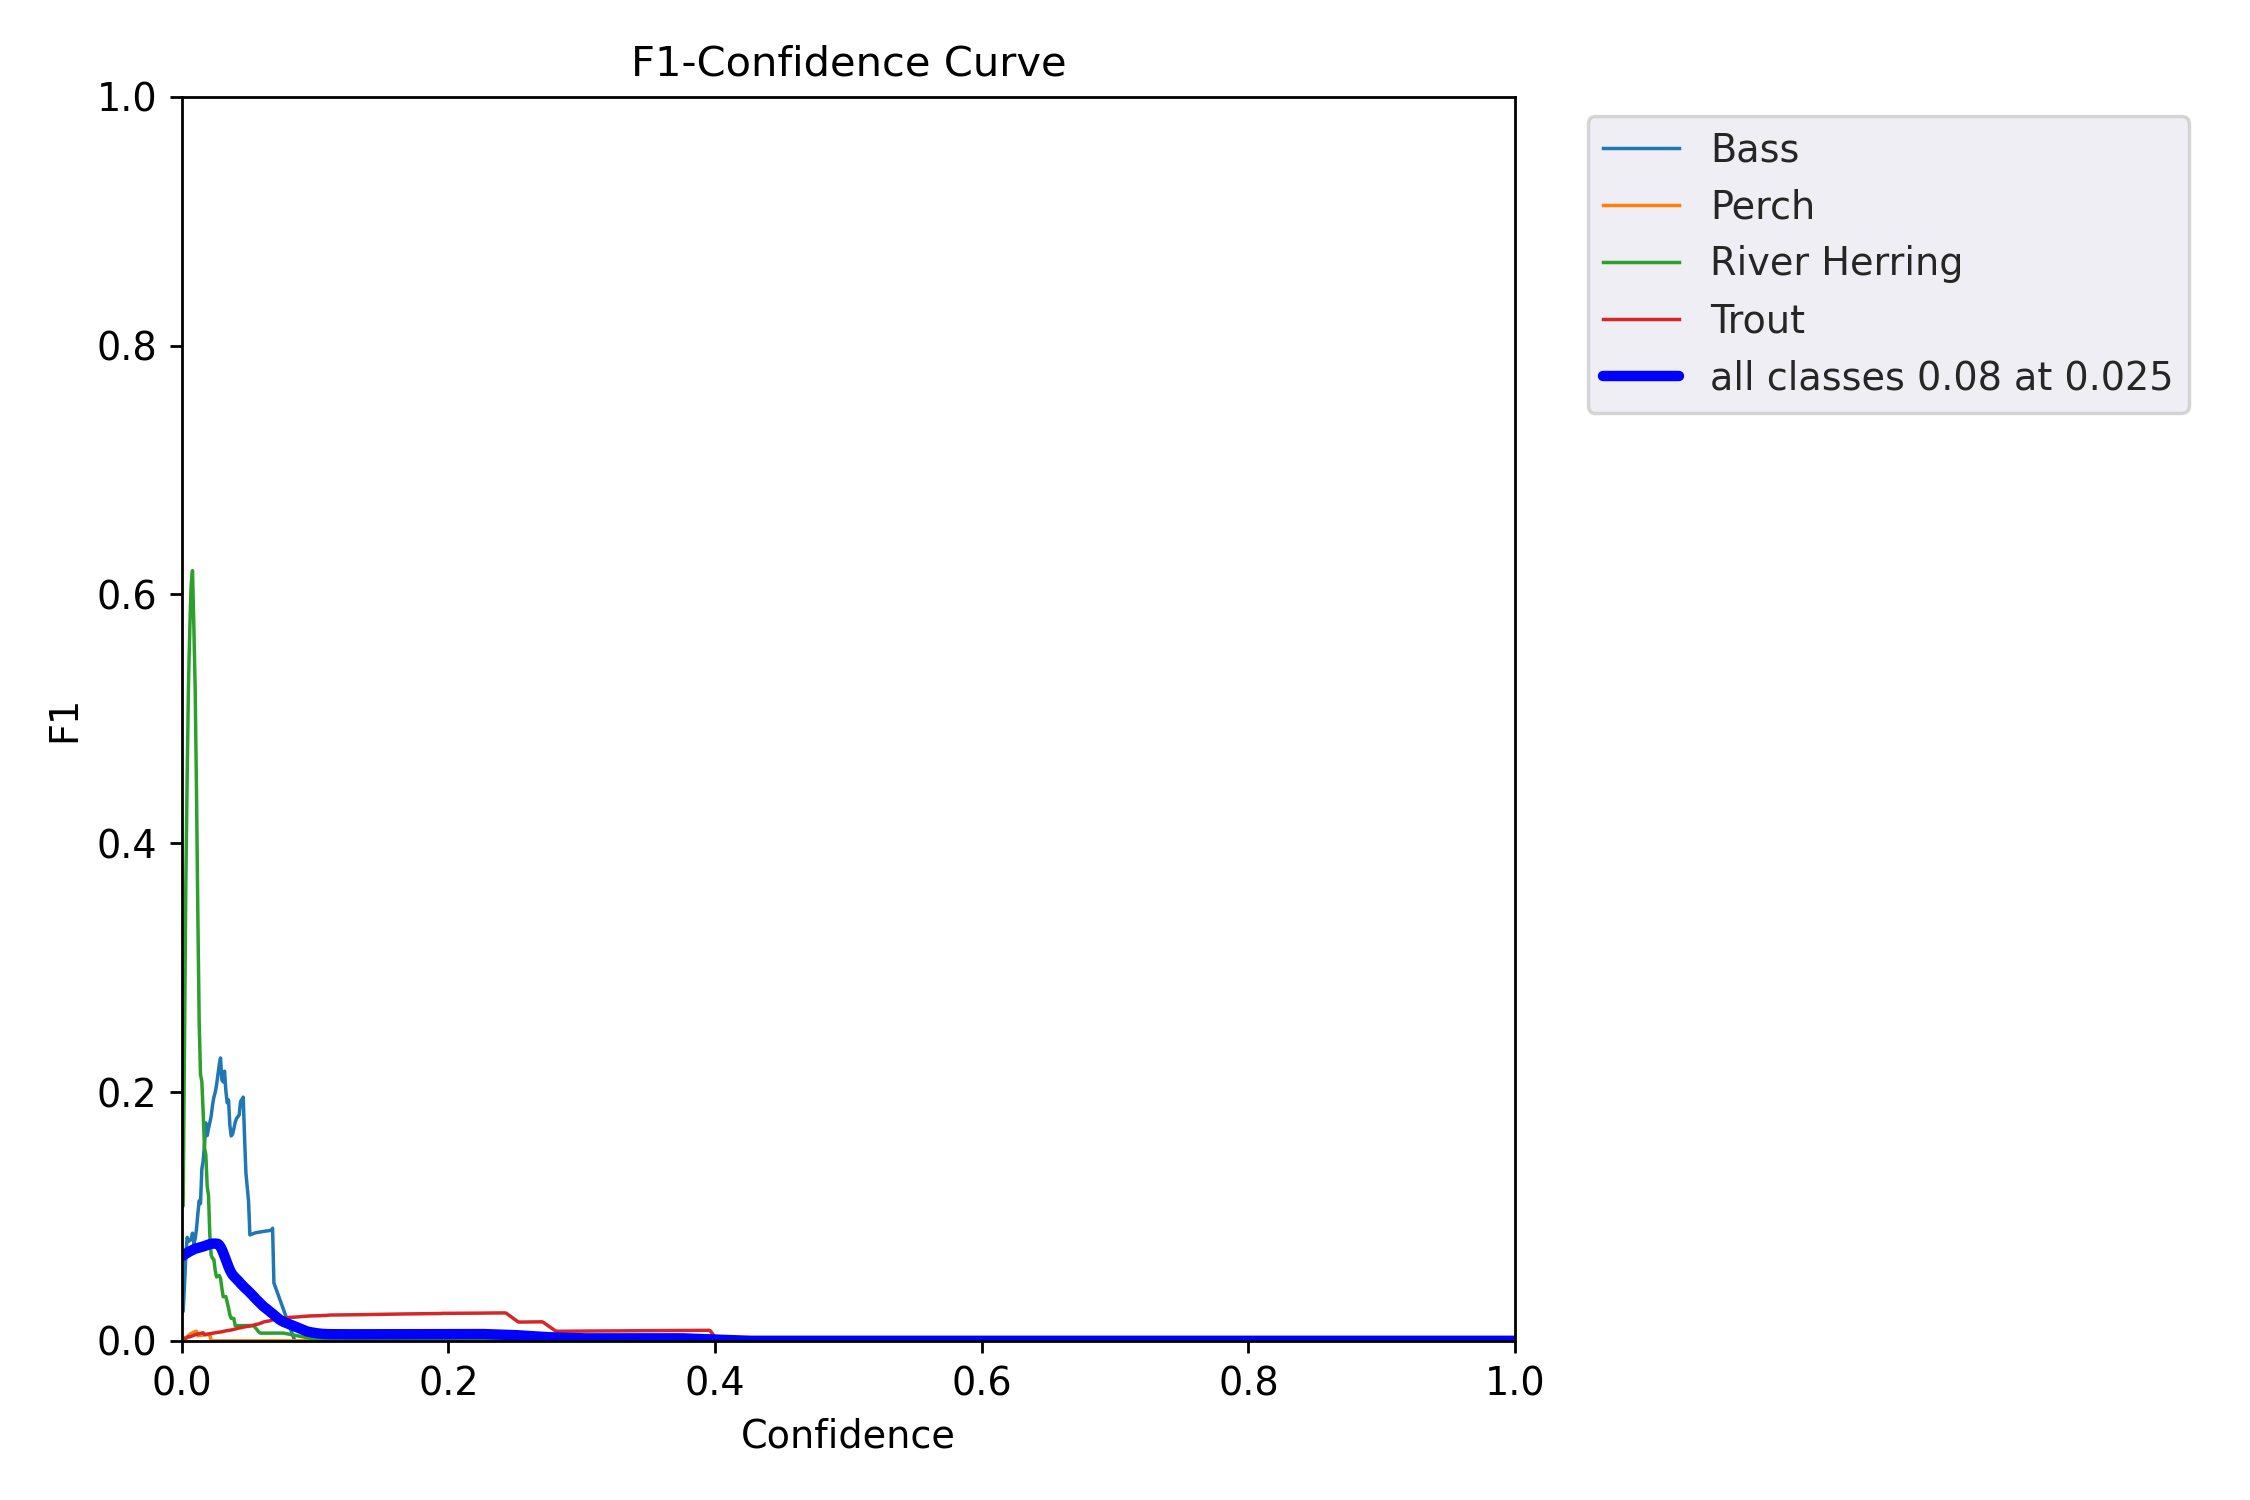 F1-Confidence Curve
1.0
0.8
0.6
0.4
0.2
0.0
F1
0.0 0.2 0.4 0.6 0.8 1.0
Confidence
Bass
Perch
River Herring
Trout
all classes 0.08 at 0.025